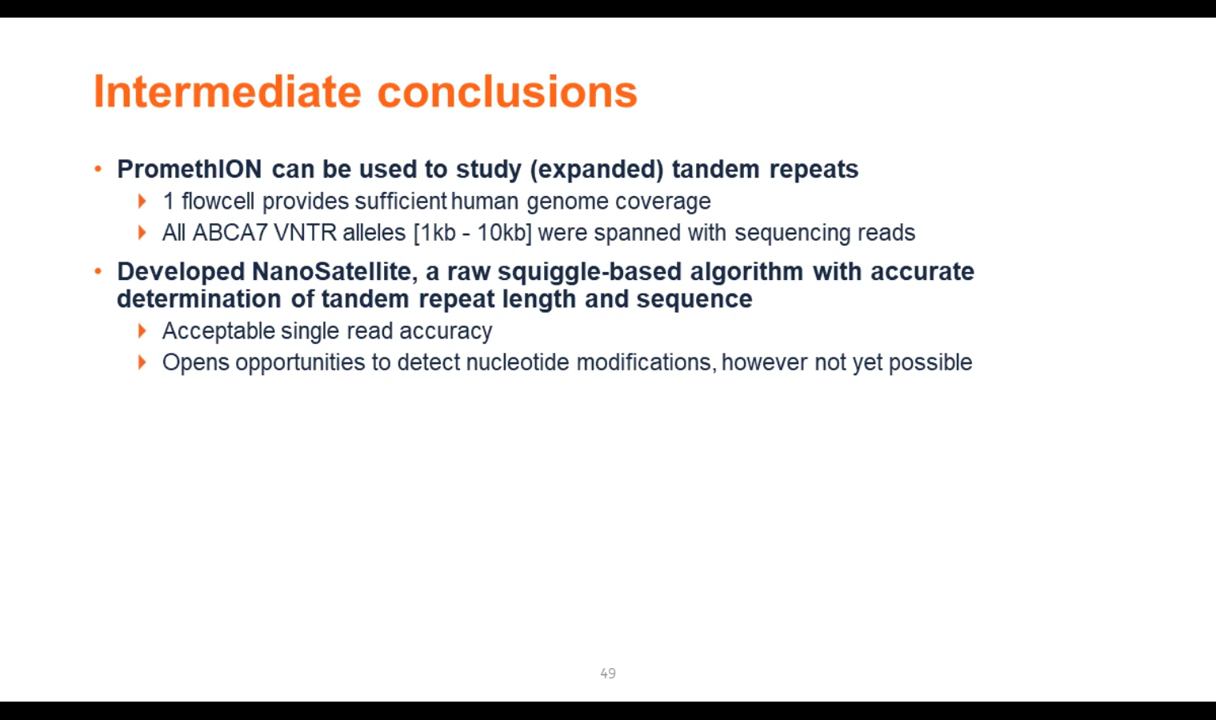 Intermediate conclusions
• PromethION can be used to study (expanded) tandem repeats
1 flowcell provides sufficient human genome coverage
All ABCA7 VNTR alleles [1kb - 10kb] were spanned with sequencing reads
• Developed NanoSatellite, a raw squiggle-based algorithm with accurate
determination of tandem repeat length and sequence
Acceptable single read accuracy
Opens opportunities to detect nucleotide modifications, however not yet possible
49